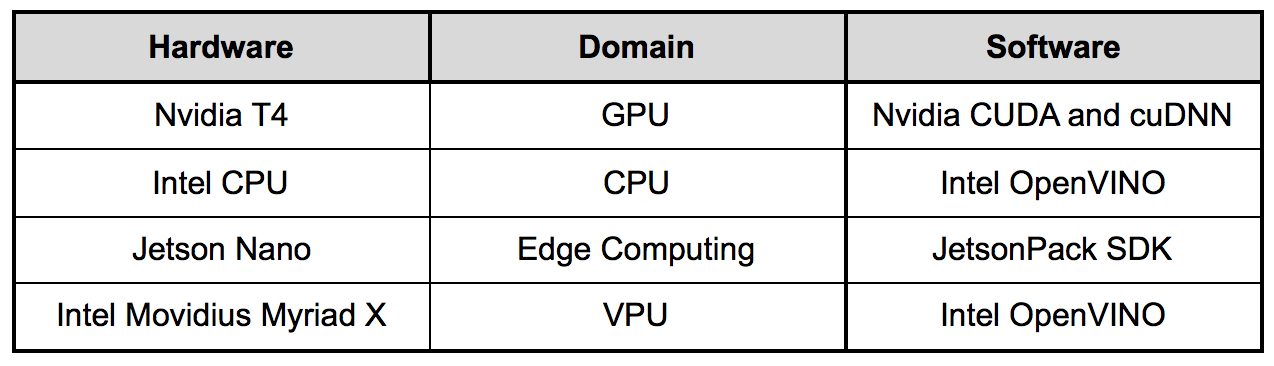 Hardware Domain Software
Nvidia T4 GPU Nvidia CUDA and cuDNN
Intel CPU CPU Intel OpenVINO
Jetson Nano Edge Computing JetsonPack SDK
Intel Movidius Myriad X VPU Intel OpenVINO